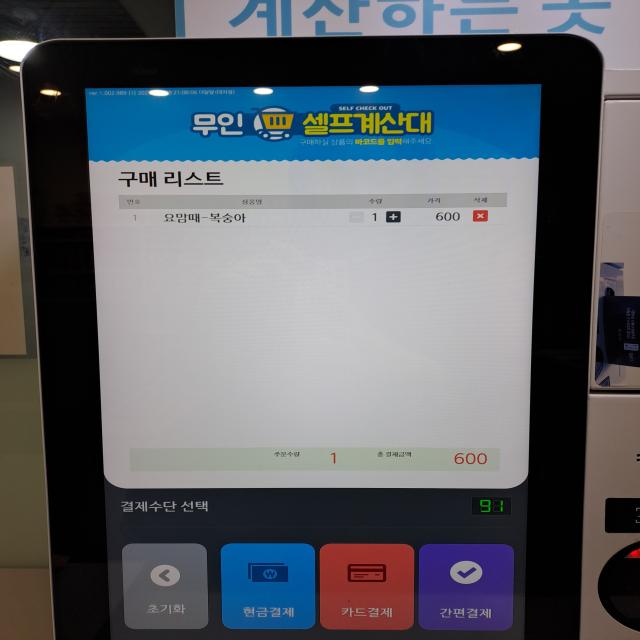 계산하는 곳
SELF CHECK OUT
무인 셀프계산대
구매하실 상품의 바코드를 입력해주세요
구매 리스트
번호 상품명 수량 가격 삭제
1 요맘때-복숭아 1 + 600 ×
주문수량 1 총 결제금액 600
결제수단 선택 91
초기화 현금결제 카드결제 간편결제